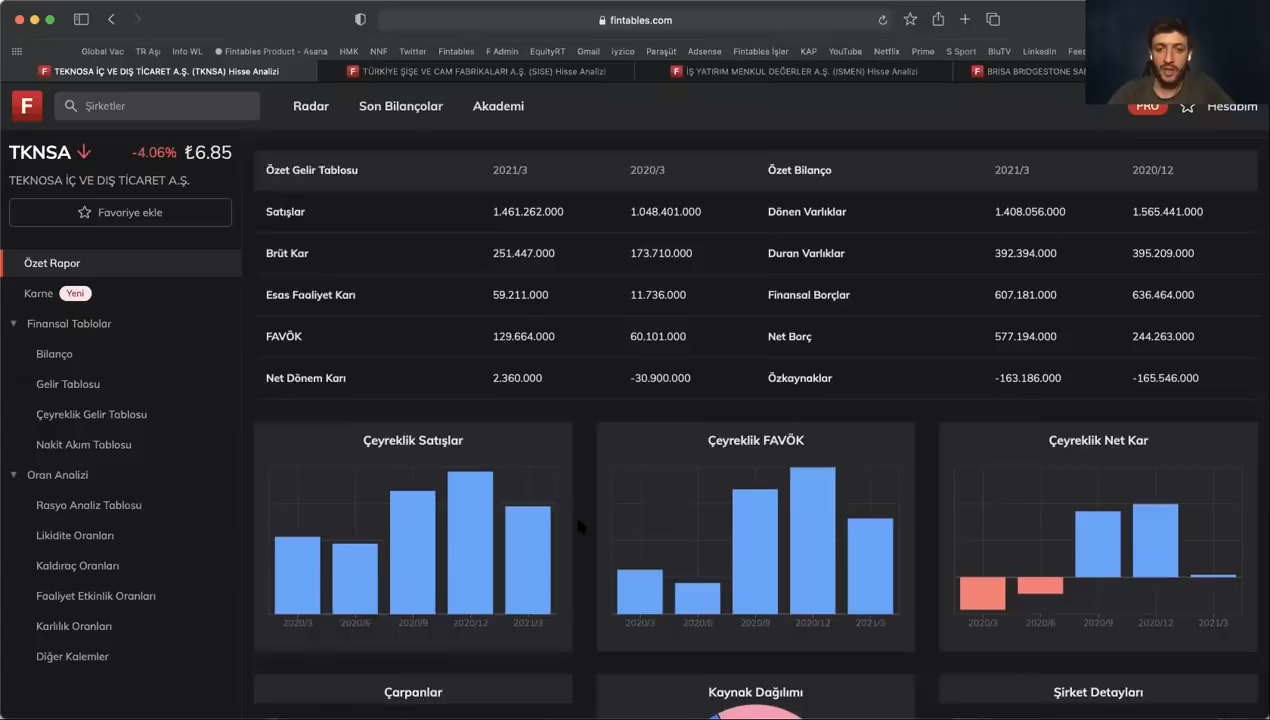 fintables.com
Global Vac TR Aşı Info WL Fintables Product - Asana HMK NNF Twitter Fintables F Admin EquityRT Gmail iyzico Paraşüt Adsense Fintables İşler KAP YouTube Netflix Prime S Sport BluTV LinkedIn
F TEKNOSA İÇ VE DIŞ TİCARET A.Ş. (TKNSA) Hisse Analizi F TÜRKİYE ŞİŞE VE CAM FABRİKALARI A.Ş. (SISE) Hisse Analizi F İŞ YATIRIM MENKUL DEĞERLER A.Ş. (ISMEN) Hisse Analizi F BRİSA BRIDGESTONE
F Şirketler Radar Son Bilançolar Akademi PRO Hesabım
TKNSA -4.06% ₺6.85
TEKNOSA İÇ VE DIŞ TİCARET A.Ş.
Favoriye ekle
Özet Rapor
Karne Yeni
Finansal Tablolar
Bilanço
Gelir Tablosu
Çeyreklik Gelir Tablosu
Nakit Akım Tablosu
Oran Analizi
Rasyo Analiz Tablosu
Likidite Oranları
Kaldıraç Oranları
Faaliyet Etkinlik Oranları
Karlılık Oranları
Diğer Kalemler
Özet Gelir Tablosu 2021/3 2020/3 Özet Bilanço 2021/3 2020/12
Satışlar 1.461.262.000 1.048.401.000 Dönen Varlıklar 1.408.056.000 1.565.441.000
Brüt Kar 251.447.000 173.710.000 Duran Varlıklar 392.394.000 395.209.000
Esas Faaliyet Karı 59.211.000 11.736.000 Finansal Borçlar 607.181.000 636.464.000
FAVÖK 129.664.000 60.101.000 Net Borç 577.194.000 244.263.000
Net Dönem Karı 2.360.000 -30.900.000 Özkaynaklar -163.186.000 -165.546.000
Çeyreklik Satışlar Çeyreklik FAVÖK Çeyreklik Net Kar
2020/3 2020/6 2020/9 2020/12 2021/3 2020/3 2020/6 2020/9 2020/12 2021/3 2020/3 2020/6 2020/9 2020/12 2021/3
Çarpanlar Kaynak Dağılımı Şirket Detayları